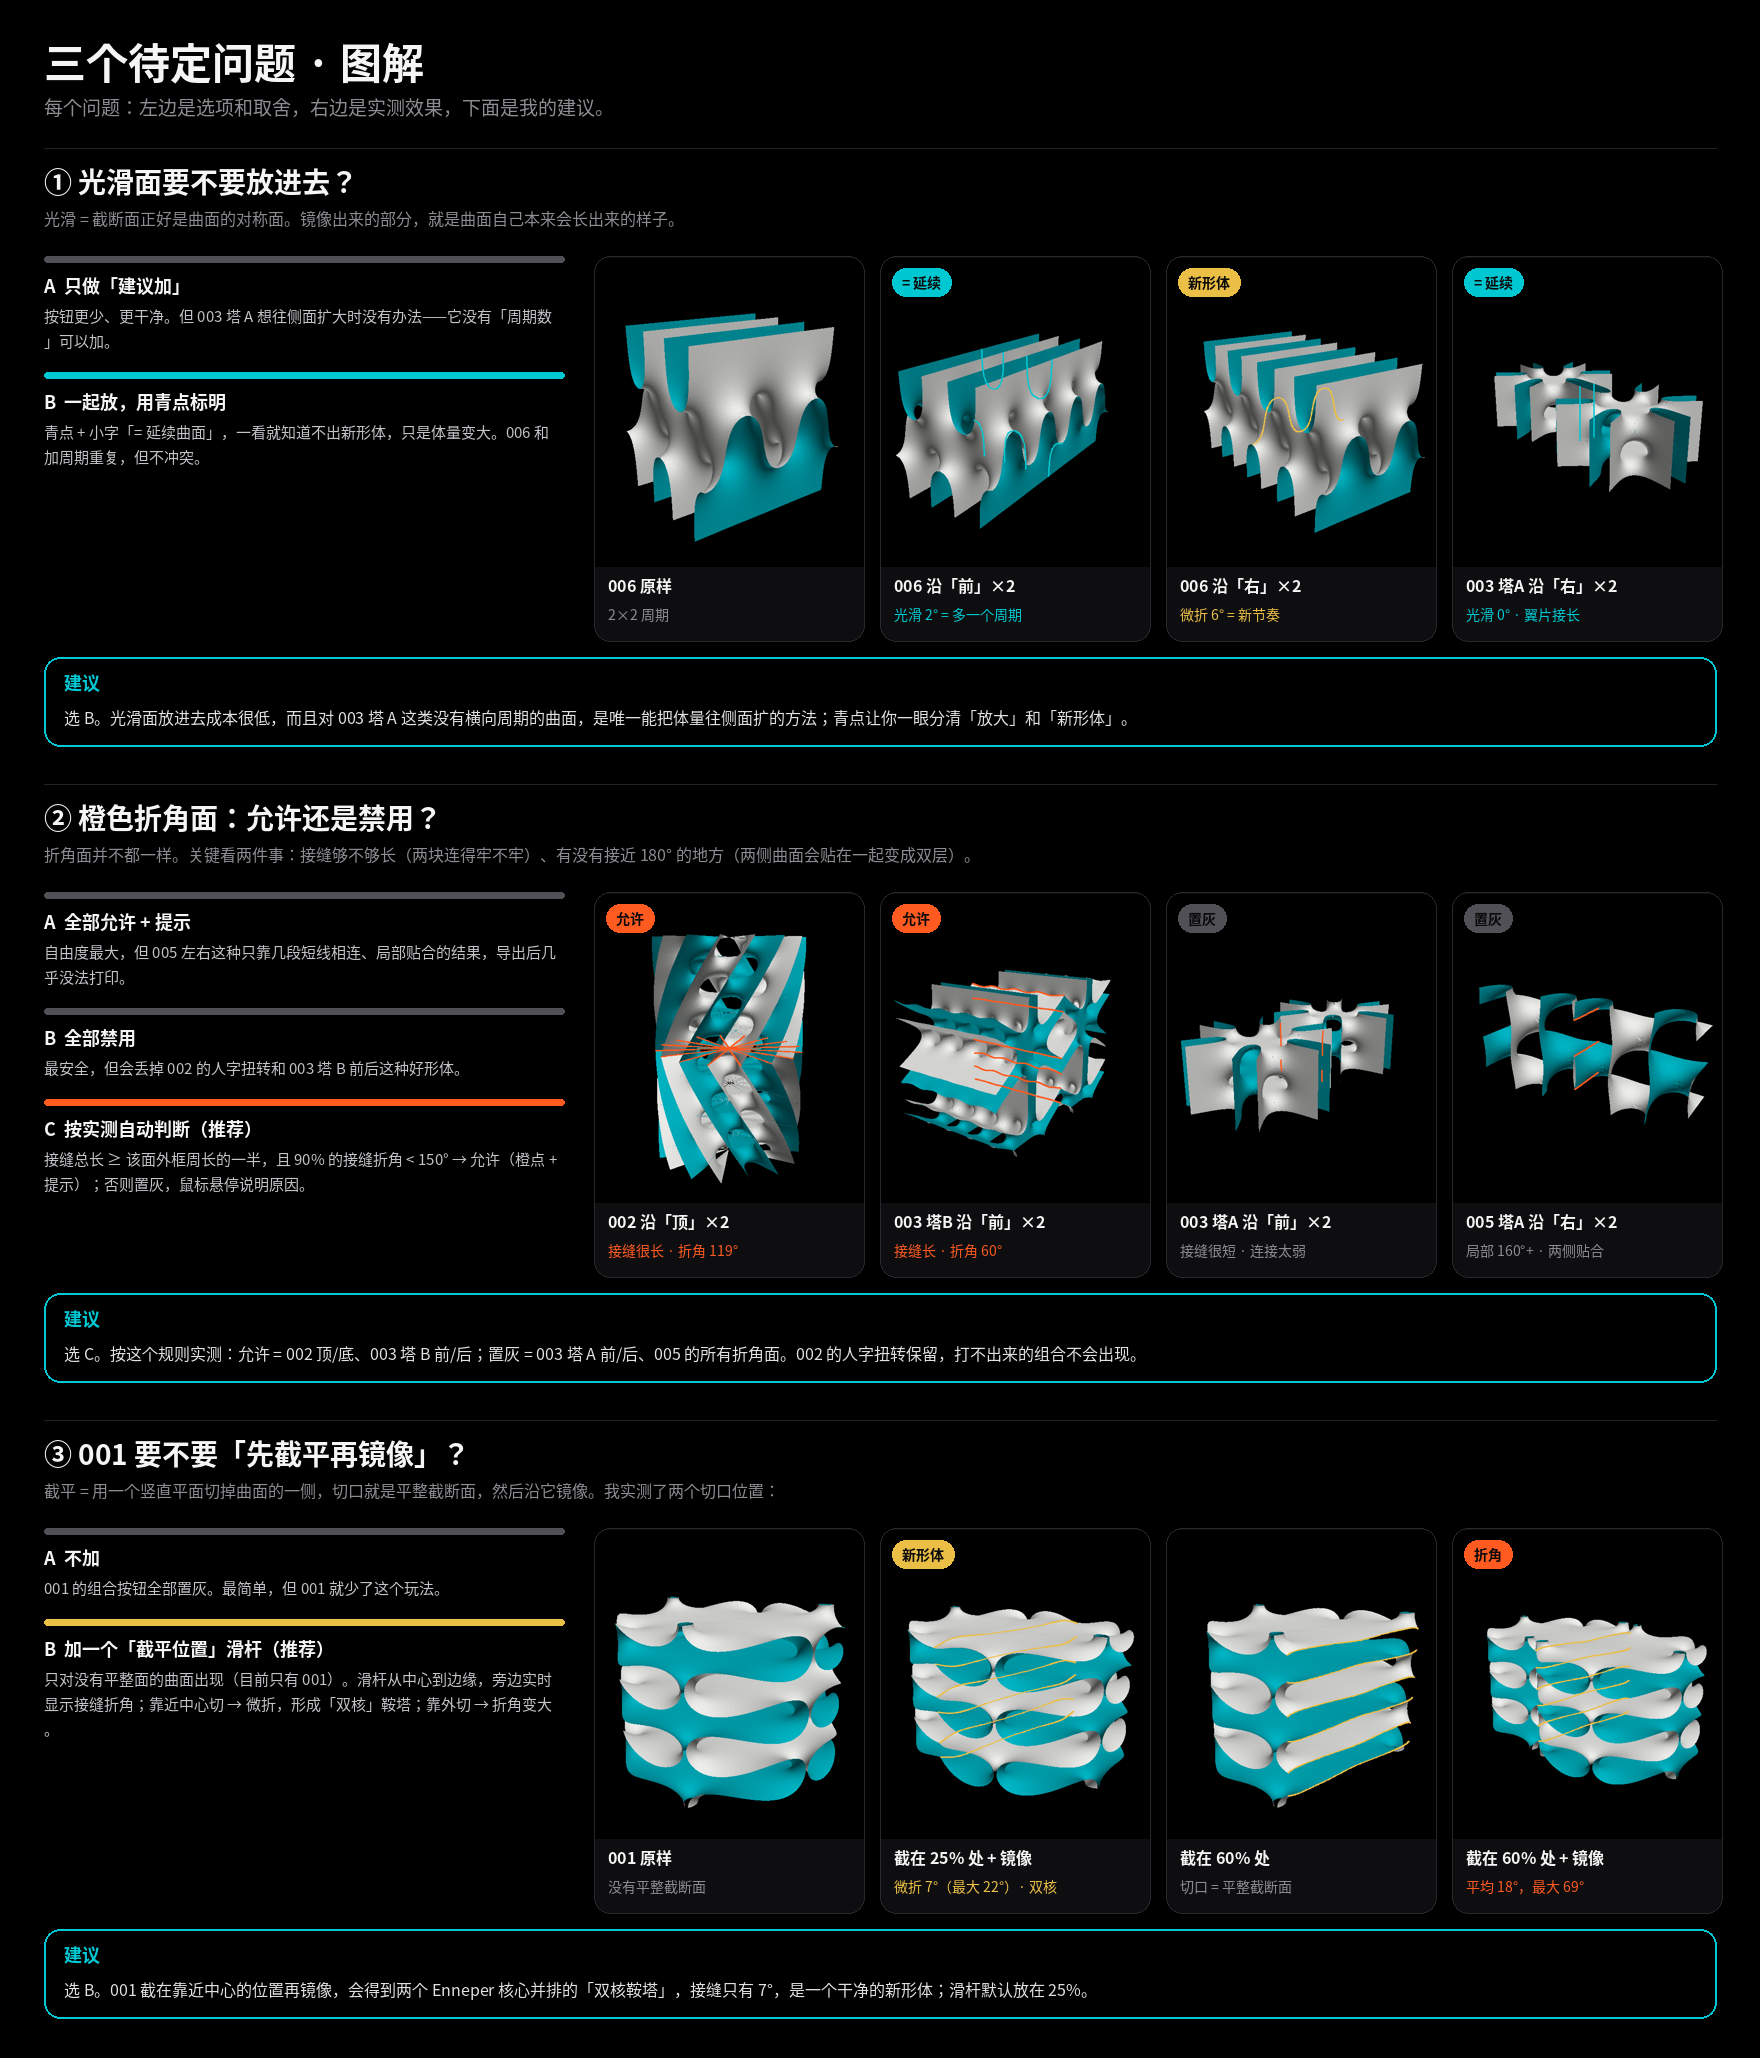 三个待定问题 · 图解
每个问题：左边是选项和取舍，右边是实测效果，下面是我的建议。
① 光滑面要不要放进去？
光滑 = 截断面正好是曲面的对称面。镜像出来的部分，就是曲面自己本来会长出来的样子。
A 只做「建议加」
按钮更少、更干净。但 003 塔 A 想往侧面扩大时没有办法——它没有「周期数
」可以加。
B 一起放，用青点标明
青点 + 小字「= 延续曲面」，一看就知道不出新形体，只是体量变大。006 和
加周期重复，但不冲突。
006 原样
2×2 周期
= 延续
006 沿「前」×2
光滑 2° = 多一个周期
新形体
006 沿「右」×2
微折 6° = 新节奏
= 延续
003 塔A 沿「右」×2
光滑 0° · 翼片接长
建议
选 B。光滑面放进去成本很低，而且对 003 塔 A 这类没有横向周期的曲面，是唯一能把体量往侧面扩的方法；青点让你一眼分清「放大」和「新形体」。
② 橙色折角面：允许还是禁用？
折角面并不都一样。关键看两件事：接缝够不够长（两块连得牢不牢）、有没有接近 180° 的地方（两侧曲面会贴在一起变成双层）。
A 全部允许 + 提示
自由度最大，但 005 左右这种只靠几段短线相连、局部贴合的结果，导出后几
乎没法打印。
B 全部禁用
最安全，但会丢掉 002 的人字扭转和 003 塔 B 前后这种好形体。
C 按实测自动判断（推荐）
接缝总长 ≥ 该面外框周长的一半，且 90% 的接缝折角 < 150° → 允许（橙点 +
提示）；否则置灰，鼠标悬停说明原因。
允许
002 沿「顶」×2
接缝很长 · 折角 119°
允许
003 塔B 沿「前」×2
接缝长 · 折角 60°
置灰
003 塔A 沿「前」×2
接缝很短 · 连接太弱
置灰
005 塔A 沿「右」×2
局部 160°+ · 两侧贴合
建议
选 C。按这个规则实测：允许 = 002 顶/底、003 塔 B 前/后；置灰 = 003 塔 A 前/后、005 的所有折角面。002 的人字扭转保留，打不出来的组合不会出现。
③ 001 要不要「先截平再镜像」？
截平 = 用一个竖直平面切掉曲面的一侧，切口就是平整截断面，然后沿它镜像。我实测了两个切口位置：
A 不加
001 的组合按钮全部置灰。最简单，但 001 就少了这个玩法。
B 加一个「截平位置」滑杆（推荐）
只对没有平整面的曲面出现（目前只有 001）。滑杆从中心到边缘，旁边实时
显示接缝折角；靠近中心切 → 微折，形成「双核」鞍塔；靠外切 → 折角变大
。
001 原样
没有平整截断面
新形体
截在 25% 处 + 镜像
微折 7°（最大 22°）· 双核
截在 60% 处
切口 = 平整截断面
折角
截在 60% 处 + 镜像
平均 18°，最大 69°
建议
选 B。001 截在靠近中心的位置再镜像，会得到两个 Enneper 核心并排的「双核鞍塔」，接缝只有 7°，是一个干净的新形体；滑杆默认放在 25%。